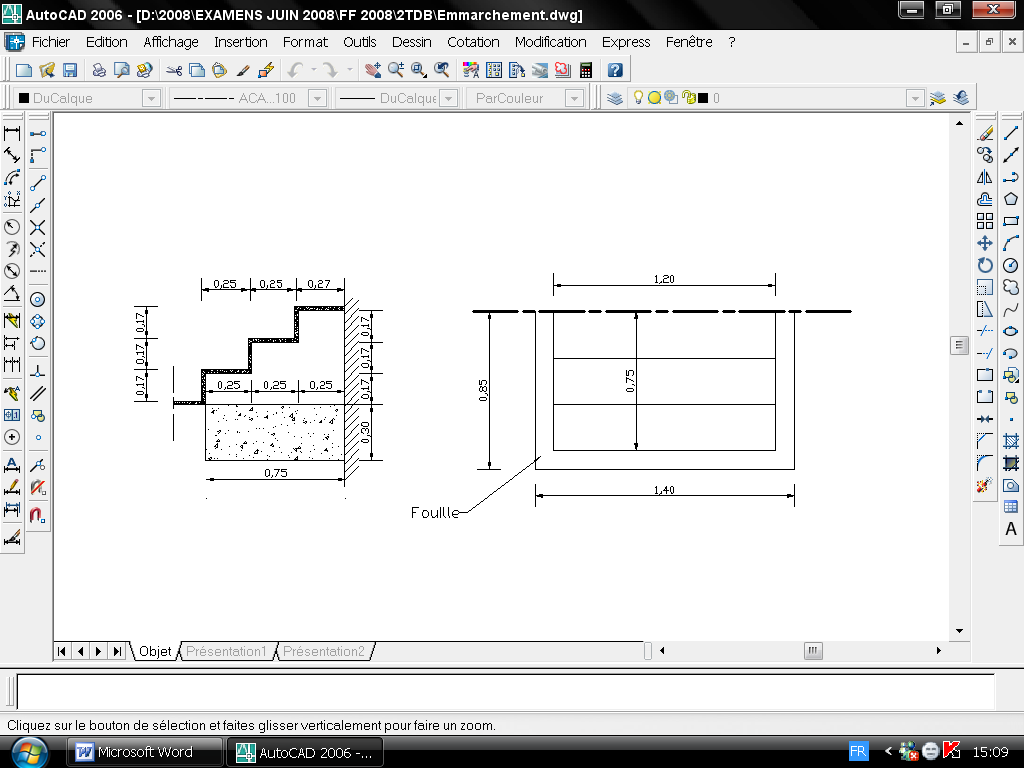 AutoCAD 2006 - [D:\2008\EXAMENS JUIN 2008\FF 2008\2TDB\Emmarchement.dwg]
Fichier Edition Affichage Insertion Format Outils Dessin Cotation Modification Express Fenêtre ?
DuCalque ACA...100 DuCalque ParCouleur 0
0,25 0,25 0,27 1,20
0,17 0,17
0,17 0,17
0,17 0,25 0,25 0,25 0,17
0,85 0,75
0,30
0,75
1,40
Fouille
A
A
Objet Présentation1 Présentation2
Cliquez sur le bouton de sélection et faites glisser verticalement pour faire un zoom.
Microsoft Word AutoCAD 2006 -... FR < 15:09